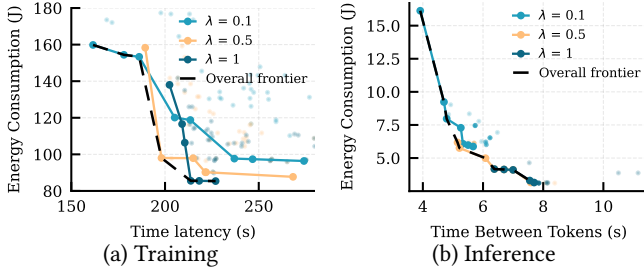 Energy Consumption (J)
180
160
140
120
100
80
150
200
250
Time latency (s)
λ = 0.1
λ = 0.5
λ = 1
Overall frontier
(a) Training
Energy Consumption (J)
15.0
12.5
10.0
7.5
5.0
4
6
8
10
Time Between Tokens (s)
λ = 0.1
λ = 0.5
λ = 1
Overall frontier
(b) Inference